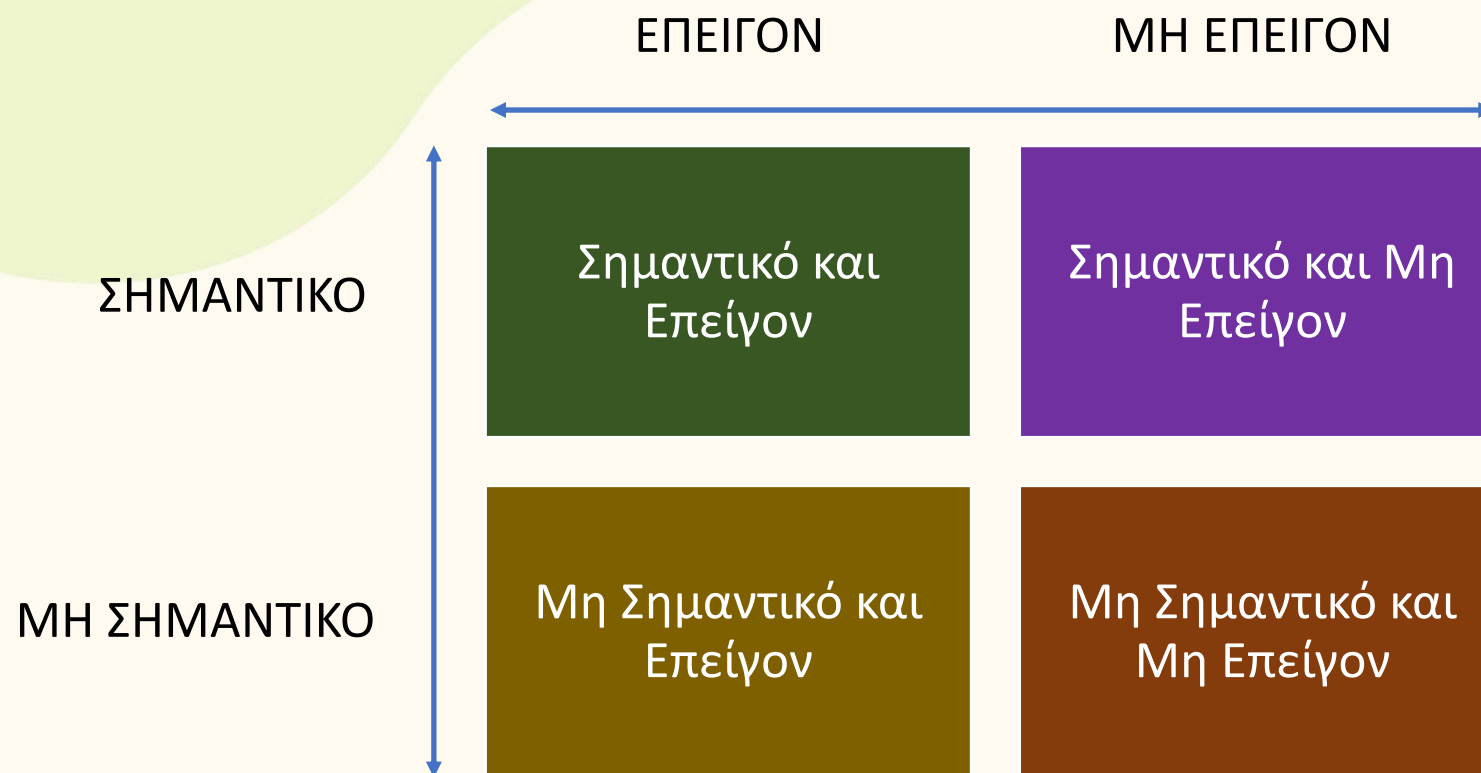 ΕΠΕΙΓΟΝ
ΜΗ ΕΠΕΙΓΟΝ
ΣΗΜΑΝΤΙΚΟ
Σημαντικό και
Επείγον
Σημαντικό και Μη
Επείγον
ΜΗ ΣΗΜΑΝΤΙΚΟ
Μη Σημαντικό και
Επείγον
Μη Σημαντικό και
Μη Επείγον